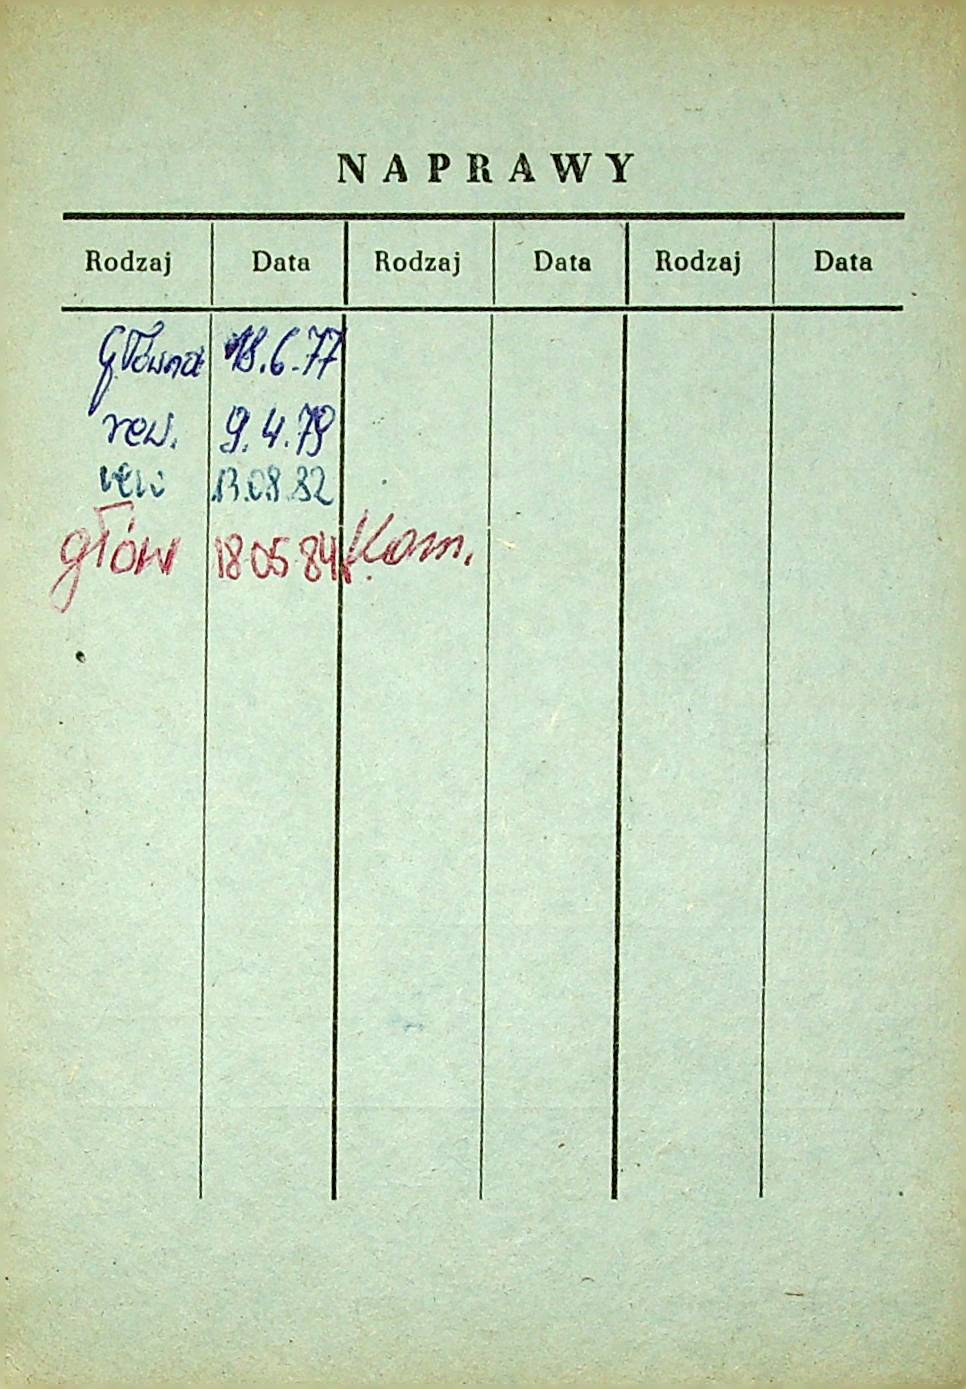 NAPRAWY
Rodzaj Data Rodzaj Data Rodzaj Data
główna 18.6.77
rew. 9.4.79
rew 13.08.82
głów 18 05 84 Kom.